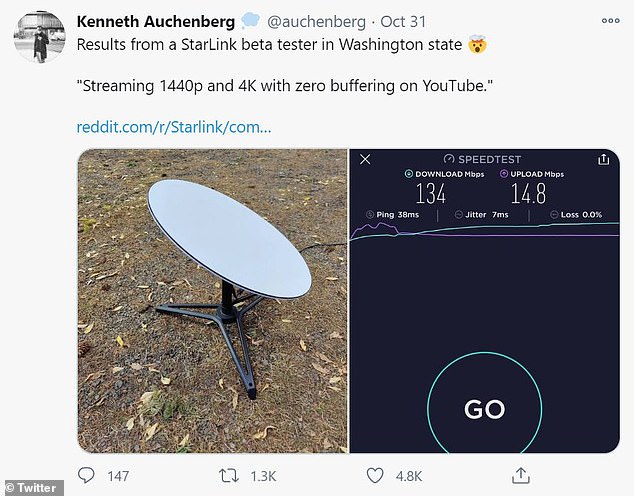 Kenneth Auchenberg @auchenberg · Oct 31
Results from a StarLink beta tester in Washington state 🤯
"Streaming 1440p and 4K with zero buffering on YouTube."
reddit.com/r/Starlink/com...
SPEEDTEST
DOWNLOAD Mbps UPLOAD Mbps
134 14.8
Ping 38ms Jitter 7ms Loss 0.0%
GO
147 1.3K 4.8K
© Twitter